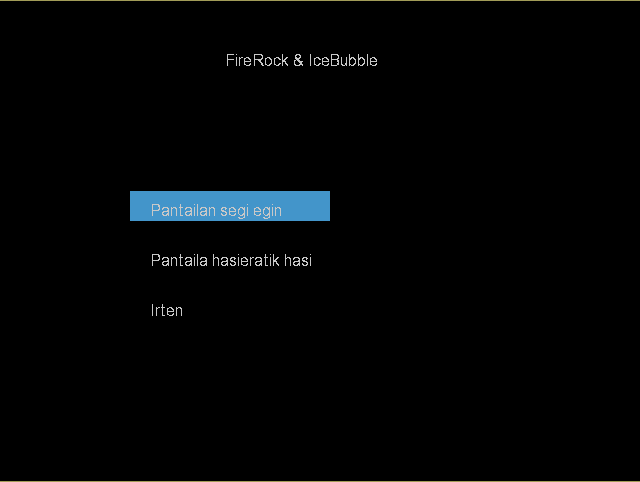 FireRock & IceBubble
Pantailan segi egin
Pantaila hasieratik hasi
Irten